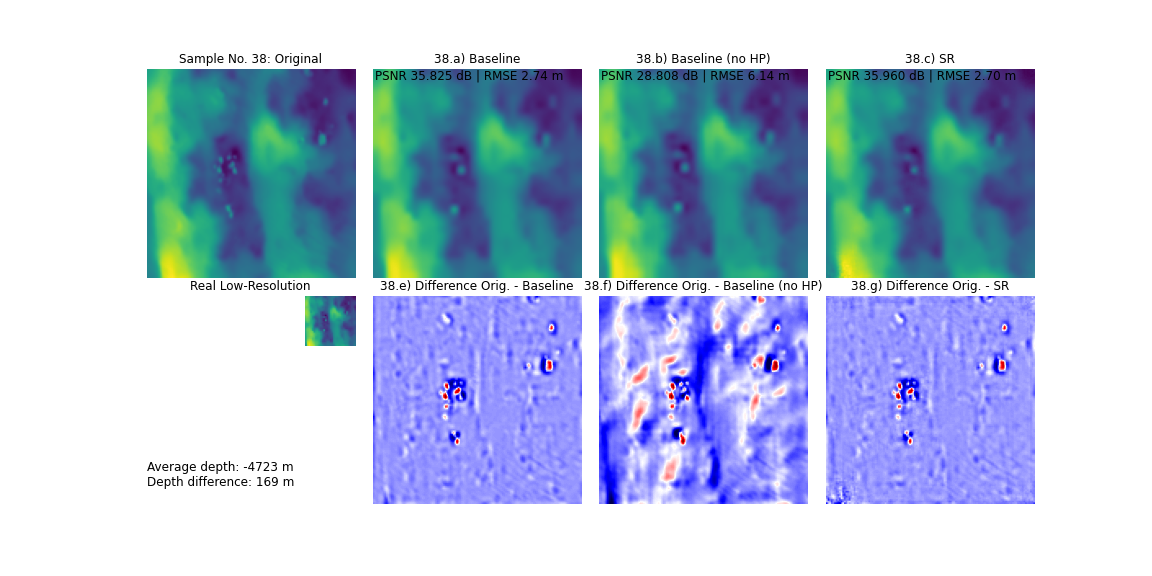 Sample No. 38: Original
38.a) Baseline
38.b) Baseline (no HP)
38.c) SR
PSNR 35.825 dB | RMSE 2.74 m
PSNR 28.808 dB | RMSE 6.14 m
PSNR 35.960 dB | RMSE 2.70 m
Real Low-Resolution
38.e) Difference Orig. - Baseline
38.f) Difference Orig. - Baseline (no HP)
38.g) Difference Orig. - SR
Average depth: -4723 m
Depth difference: 169 m